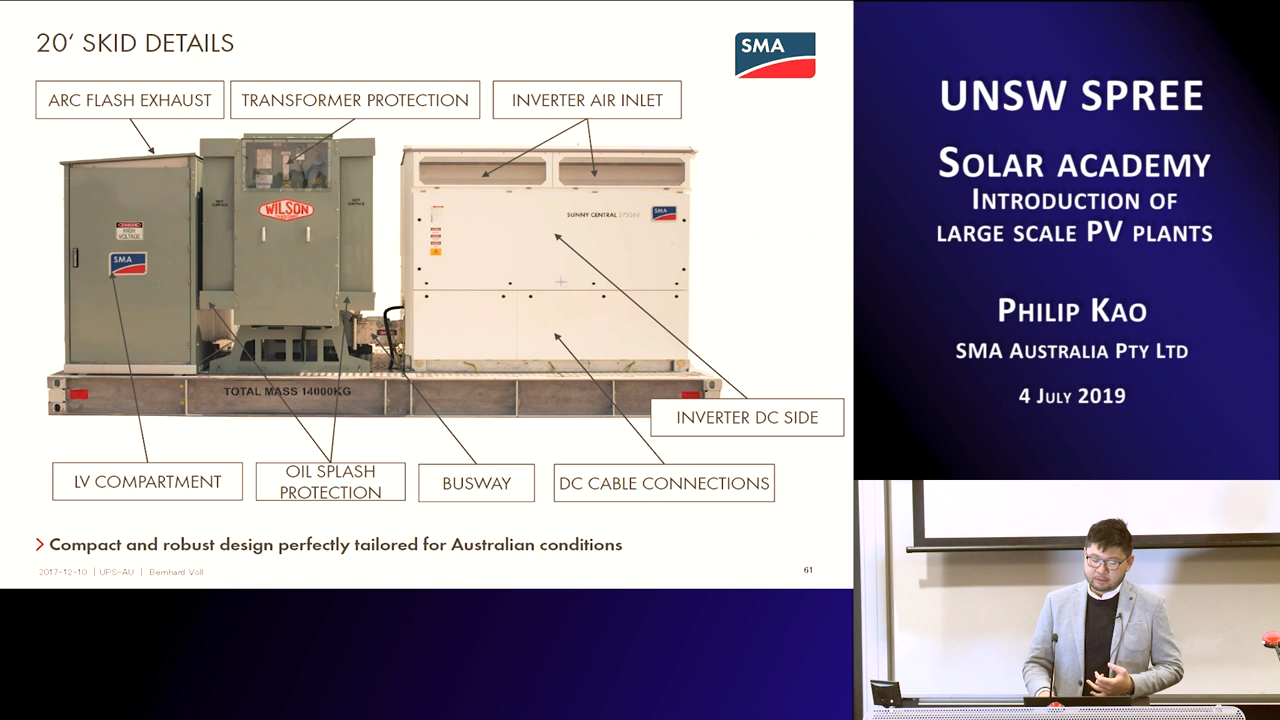 20' SKID DETAILS
SMA
ARC FLASH EXHAUST
TRANSFORMER PROTECTION
INVERTER AIR INLET
WILSON
SUNNY CENTRAL
SMA
DANGER
HIGH
VOLTAGE
SMA
TOTAL MASS 14000KG
INVERTER DC SIDE
LV COMPARTMENT
OIL SPLASH
PROTECTION
BUSWAY
DC CABLE CONNECTIONS
Compact and robust design perfectly tailored for Australian conditions
2017-12-10 | UPS-AU | Bernhard Voll
61
UNSW SPREE
SOLAR ACADEMY
INTRODUCTION OF
LARGE SCALE PV PLANTS
PHILIP KAO
SMA AUSTRALIA PTY LTD
4 JULY 2019